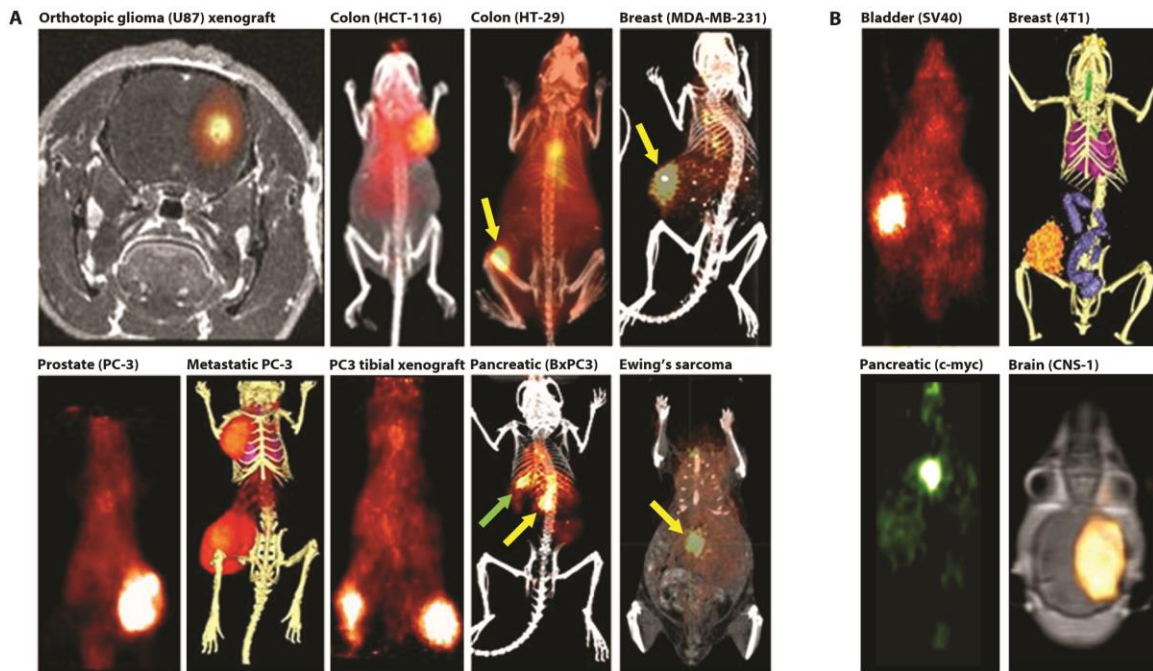 A
Orthotopic glioma (U87) xenograft
Colon (HCT-116)
Colon (HT-29)
Breast (MDA-MB-231)
Prostate (PC-3)
Metastatic PC-3
PC3 tibial xenograft
Pancreatic (BxPC3)
Ewing's sarcoma
B
Bladder (SV40)
Breast (4T1)
Pancreatic (c-myc)
Brain (CNS-1)